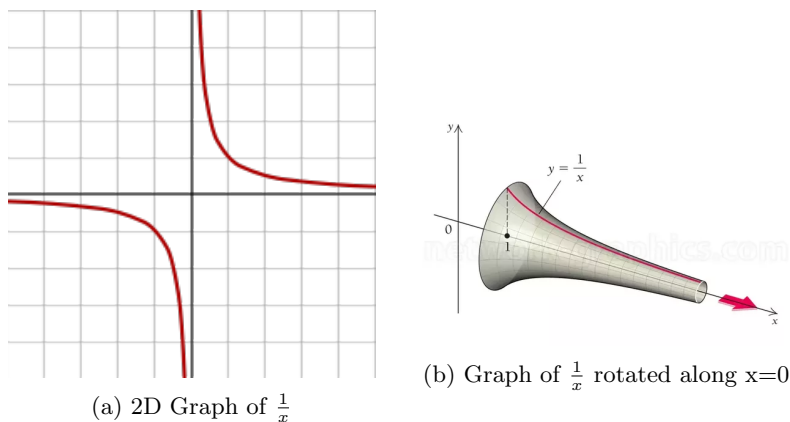 y
y = 1/x
0
1
x
(a) 2D Graph of 1/x
(b) Graph of 1/x rotated along x=0